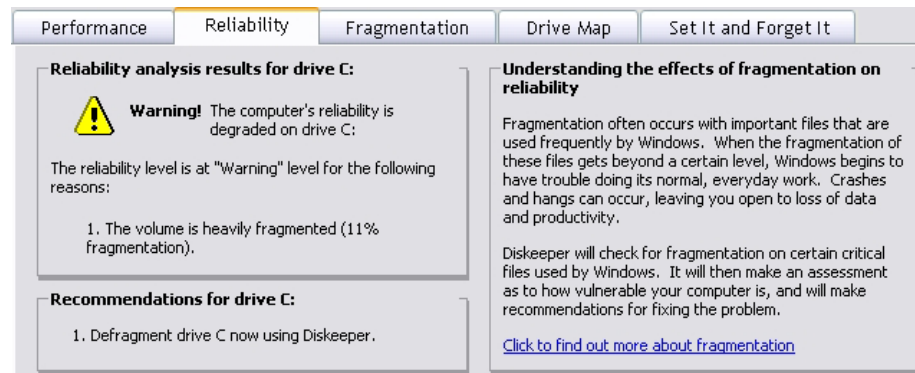 Performance
Reliability
Fragmentation
Drive Map
Set It and Forget It
Reliability analysis results for drive C:
Warning! The computer's reliability is
degraded on drive C:
The reliability level is at "Warning" level for the following
reasons:
1. The volume is heavily fragmented (11%
fragmentation).
Recommendations for drive C:
1. Defragment drive C now using Diskeeper.
Understanding the effects of fragmentation on
reliability
Fragmentation often occurs with important files that are
used frequently by Windows. When the fragmentation of
these files gets beyond a certain level, Windows begins to
have trouble doing its normal, everyday work. Crashes
and hangs can occur, leaving you open to loss of data
and productivity.
Diskeeper will check for fragmentation on certain critical
files used by Windows. It will then make an assessment
as to how vulnerable your computer is, and will make
recommendations for fixing the problem.
Click to find out more about fragmentation